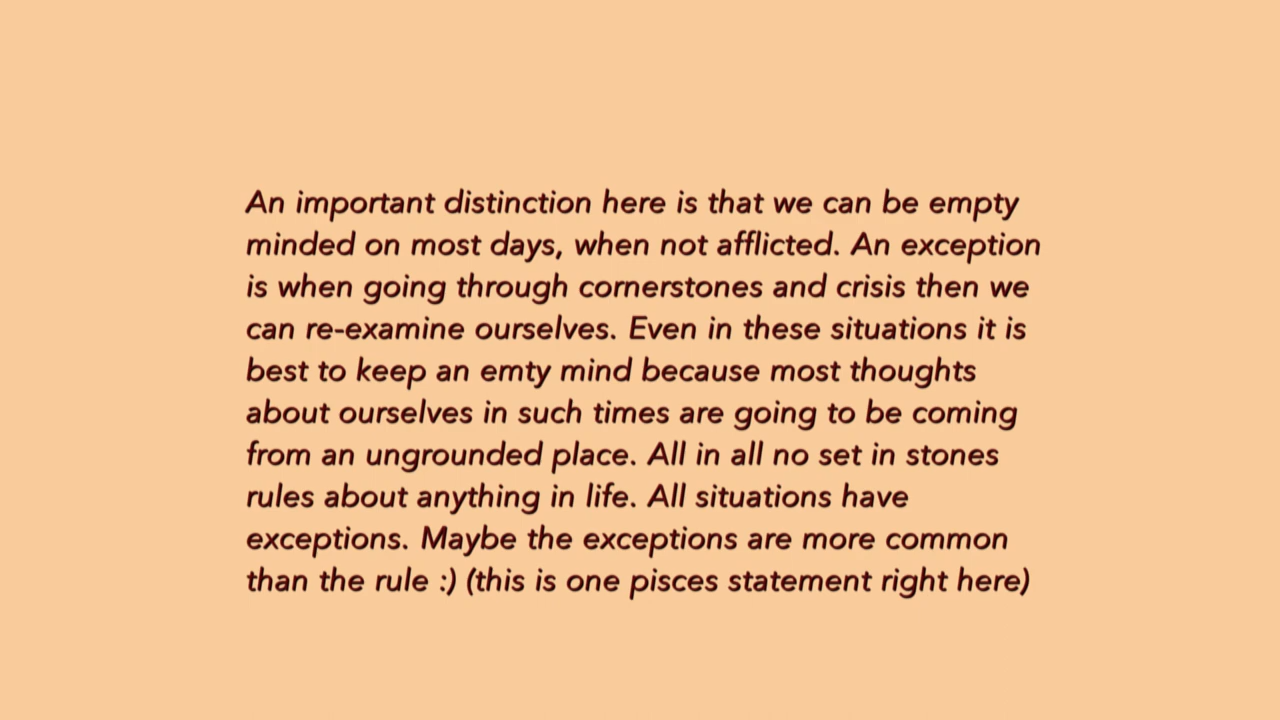 An important distinction here is that we can be empty
minded on most days, when not afflicted. An exception
is when going through cornerstones and crisis then we
can re-examine ourselves. Even in these situations it is
best to keep an emty mind because most thoughts
about ourselves in such times are going to be coming
from an ungrounded place. All in all no set in stones
rules about anything in life. All situations have
exceptions. Maybe the exceptions are more common
than the rule :) (this is one pisces statement right here)